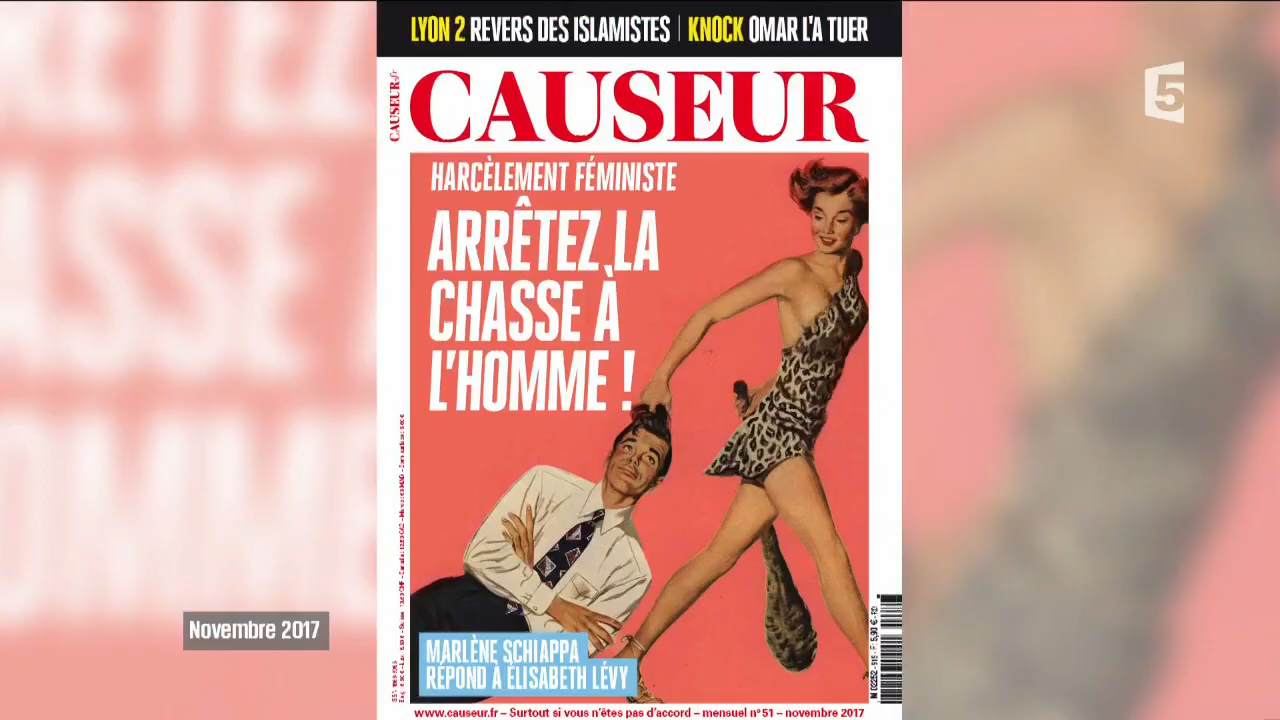 LYON 2 REVERS DES ISLAMISTES | KNOCK OMAR L'A TUER
CAUSEUR.fr
CAUSEUR
HARCÈLEMENT FÉMINISTE
ARRÊTEZ LA
CHASSE À
L'HOMME !
5
Novembre 2017
MARLÈNE SCHIAPPA
RÉPOND À ÉLISABETH LÉVY
www.causeur.fr – Surtout si vous n'êtes pas d'accord – mensuel n° 51 – novembre 2017